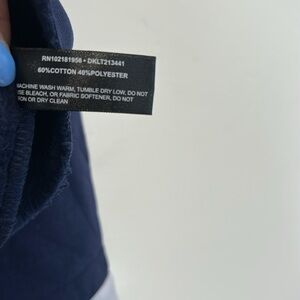 RN102181956 • DKLT213441
60%COTTON 40%POLYESTER
MACHINE WASH WARM, TUMBLE DRY LOW, DO NOT
USE BLEACH, OR FABRIC SOFTENER, DO NOT
IRON OR DRY CLEAN